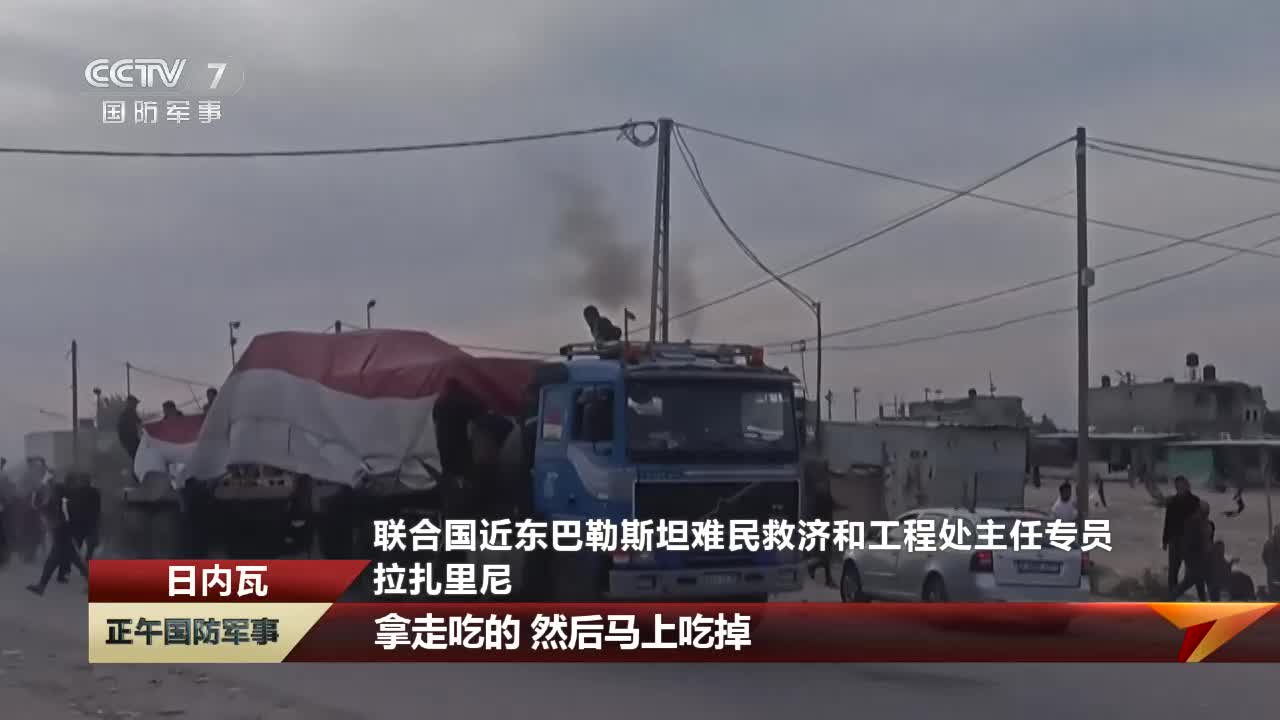 CCTV 7
国防军事
联合国近东巴勒斯坦难民救济和工程处主任专员
拉扎里尼
日内瓦
正午国防军事
拿走吃的 然后马上吃掉